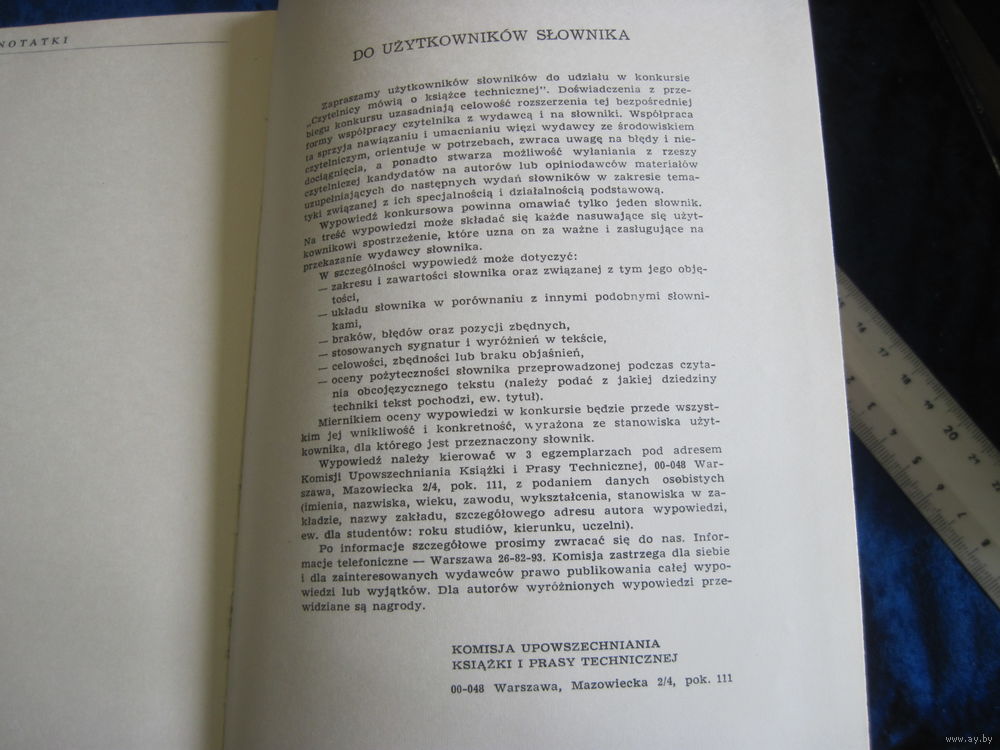 NOTATKI
DO UŻYTKOWNIKÓW SŁOWNIKA
Zapraszamy użytkowników słowników do udziału w konkursie
„Czytelnicy mówią o książce technicznej". Doświadczenia z prze-
biegu konkursu uzasadniają celowość rozszerzenia tej bezpośredniej
formy współpracy czytelnika z wydawcą i na słowniki. Współpraca
ta sprzyja nawiązaniu i umacnianiu więzi wydawcy ze środowiskiem
czytelniczym, orientuje w potrzebach, zwraca uwagę na błędy i nie-
dociągnięcia, a ponadto stwarza możliwość wyłaniania z rzeszy
czytelniczej kandydatów na autorów lub opiniodawców materiałów
uzupełniających do następnych wydań słowników w zakresie tema-
tyki związanej z ich specjalnością i działalnością podstawową.
Wypowiedź konkursowa powinna omawiać tylko jeden słownik.
Na treść wypowiedzi może składać się każde nasuwające się użyt-
kownikowi spostrzeżenie, które uzna on za ważne i zasługujące na
przekazanie wydawcy słownika.
W szczególności wypowiedź może dotyczyć:
— zakresu i zawartości słownika oraz związanej z tym jego obję-
tości,
— układu słownika w porównaniu z innymi podobnymi słowni-
kami,
— braków, błędów oraz pozycji zbędnych,
— stosowanych sygnatur i wyróżnień w tekście,
— celowości, zbędności lub braku objaśnień,
— oceny pożyteczności słownika przeprowadzonej podczas czyta-
nia obcojęzycznego tekstu (należy podać z jakiej dziedziny
techniki tekst pochodzi, ew. tytuł).
Miernikiem oceny wypowiedzi w konkursie będzie przede wszyst-
kim jej wnikliwość i konkretność, wyrażona ze stanowiska użyt-
kownika, dla którego jest przeznaczony słownik.
Wypowiedź należy kierować w 3 egzemplarzach pod adresem
Komisji Upowszechniania Książki i Prasy Technicznej, 00-048 War-
szawa, Mazowiecka 2/4, pok. 111, z podaniem danych osobistych
(imienia, nazwiska, wieku, zawodu, wykształcenia, stanowiska w za-
kładzie, nazwy zakładu, szczegółowego adresu autora wypowiedzi,
ew. dla studentów: roku studiów, kierunku, uczelni).
Po informacje szczegółowe prosimy zwracać się do nas. Infor-
macje telefoniczne — Warszawa 26-82-93. Komisja zastrzega dla siebie
i dla zainteresowanych wydawców prawo publikowania całej wypo-
wiedzi lub wyjątków. Dla autorów wyróżnionych wypowiedzi prze-
widziane są nagrody.
KOMISJA UPOWSZECHNIANIA
KSIĄŻKI I PRASY TECHNICZNEJ
00-048 Warszawa, Mazowiecka 2/4, pok. 111
16 17 18 19 20 21
www.ay.by